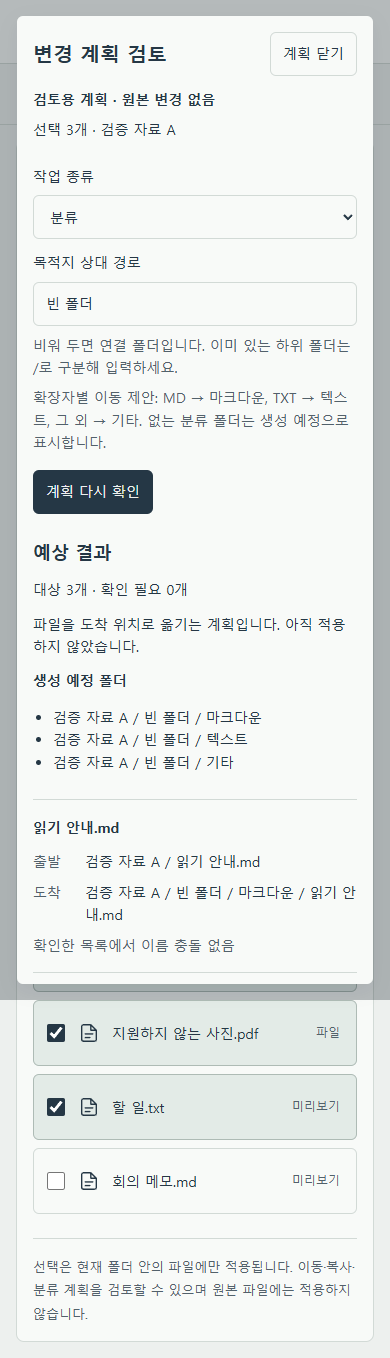 변경 계획 검토
계획 닫기
검토용 계획 · 원본 변경 없음
선택 3개 · 검증 자료 A
작업 종류
분류
목적지 상대 경로
빈 폴더
비워 두면 연결 폴더입니다. 이미 있는 하위 폴더는
/로 구분해 입력하세요.
확장자별 이동 제안: MD → 마크다운, TXT → 텍스
트, 그 외 → 기타. 없는 분류 폴더는 생성 예정으로
표시합니다.
계획 다시 확인
예상 결과
대상 3개 · 확인 필요 0개
파일을 도착 위치로 옮기는 계획입니다. 아직 적용
하지 않았습니다.
생성 예정 폴더
• 검증 자료 A / 빈 폴더 / 마크다운
• 검증 자료 A / 빈 폴더 / 텍스트
• 검증 자료 A / 빈 폴더 / 기타
읽기 안내.md
출발 검증 자료 A / 읽기 안내.md
도착 검증 자료 A / 빈 폴더 / 마크다운 / 읽기 안
내.md
확인한 목록에서 이름 충돌 없음
지원하지 않는 사진.pdf 파일
할 일.txt 미리보기
회의 메모.md 미리보기
선택은 현재 폴더 안의 파일에만 적용됩니다. 이동·복사·
분류 계획을 검토할 수 있으며 원본 파일에는 적용하지
않습니다.